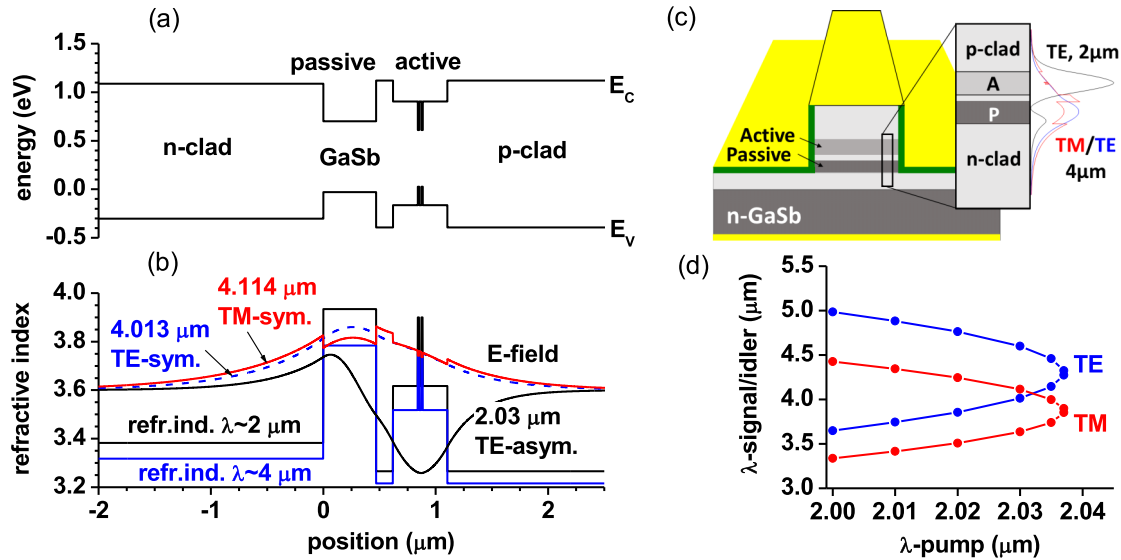 (a)
1.5
1.0
0.5
0.0
-0.5
energy (eV)
passive
active
n-clad
GaSb
p-clad
E_C
E_V
(b)
4.0
3.8
3.6
3.4
3.2
refractive index
4.114 μm
TM-sym.
4.013 μm
TE-sym.
E-field
refr.ind. λ~2 μm
refr.ind. λ~4 μm
2.03 μm
TE-asym.
-2
-1
0
1
2
position (μm)
(c)
Active
Passive
n-GaSb
p-clad
A
P
n-clad
TE, 2μm
TM/TE
4μm
(d)
5.5
5.0
4.5
4.0
3.5
3.0
λ-signal/idler (μm)
TE
TM
2.00
2.01
2.02
2.03
2.04
λ-pump (μm)